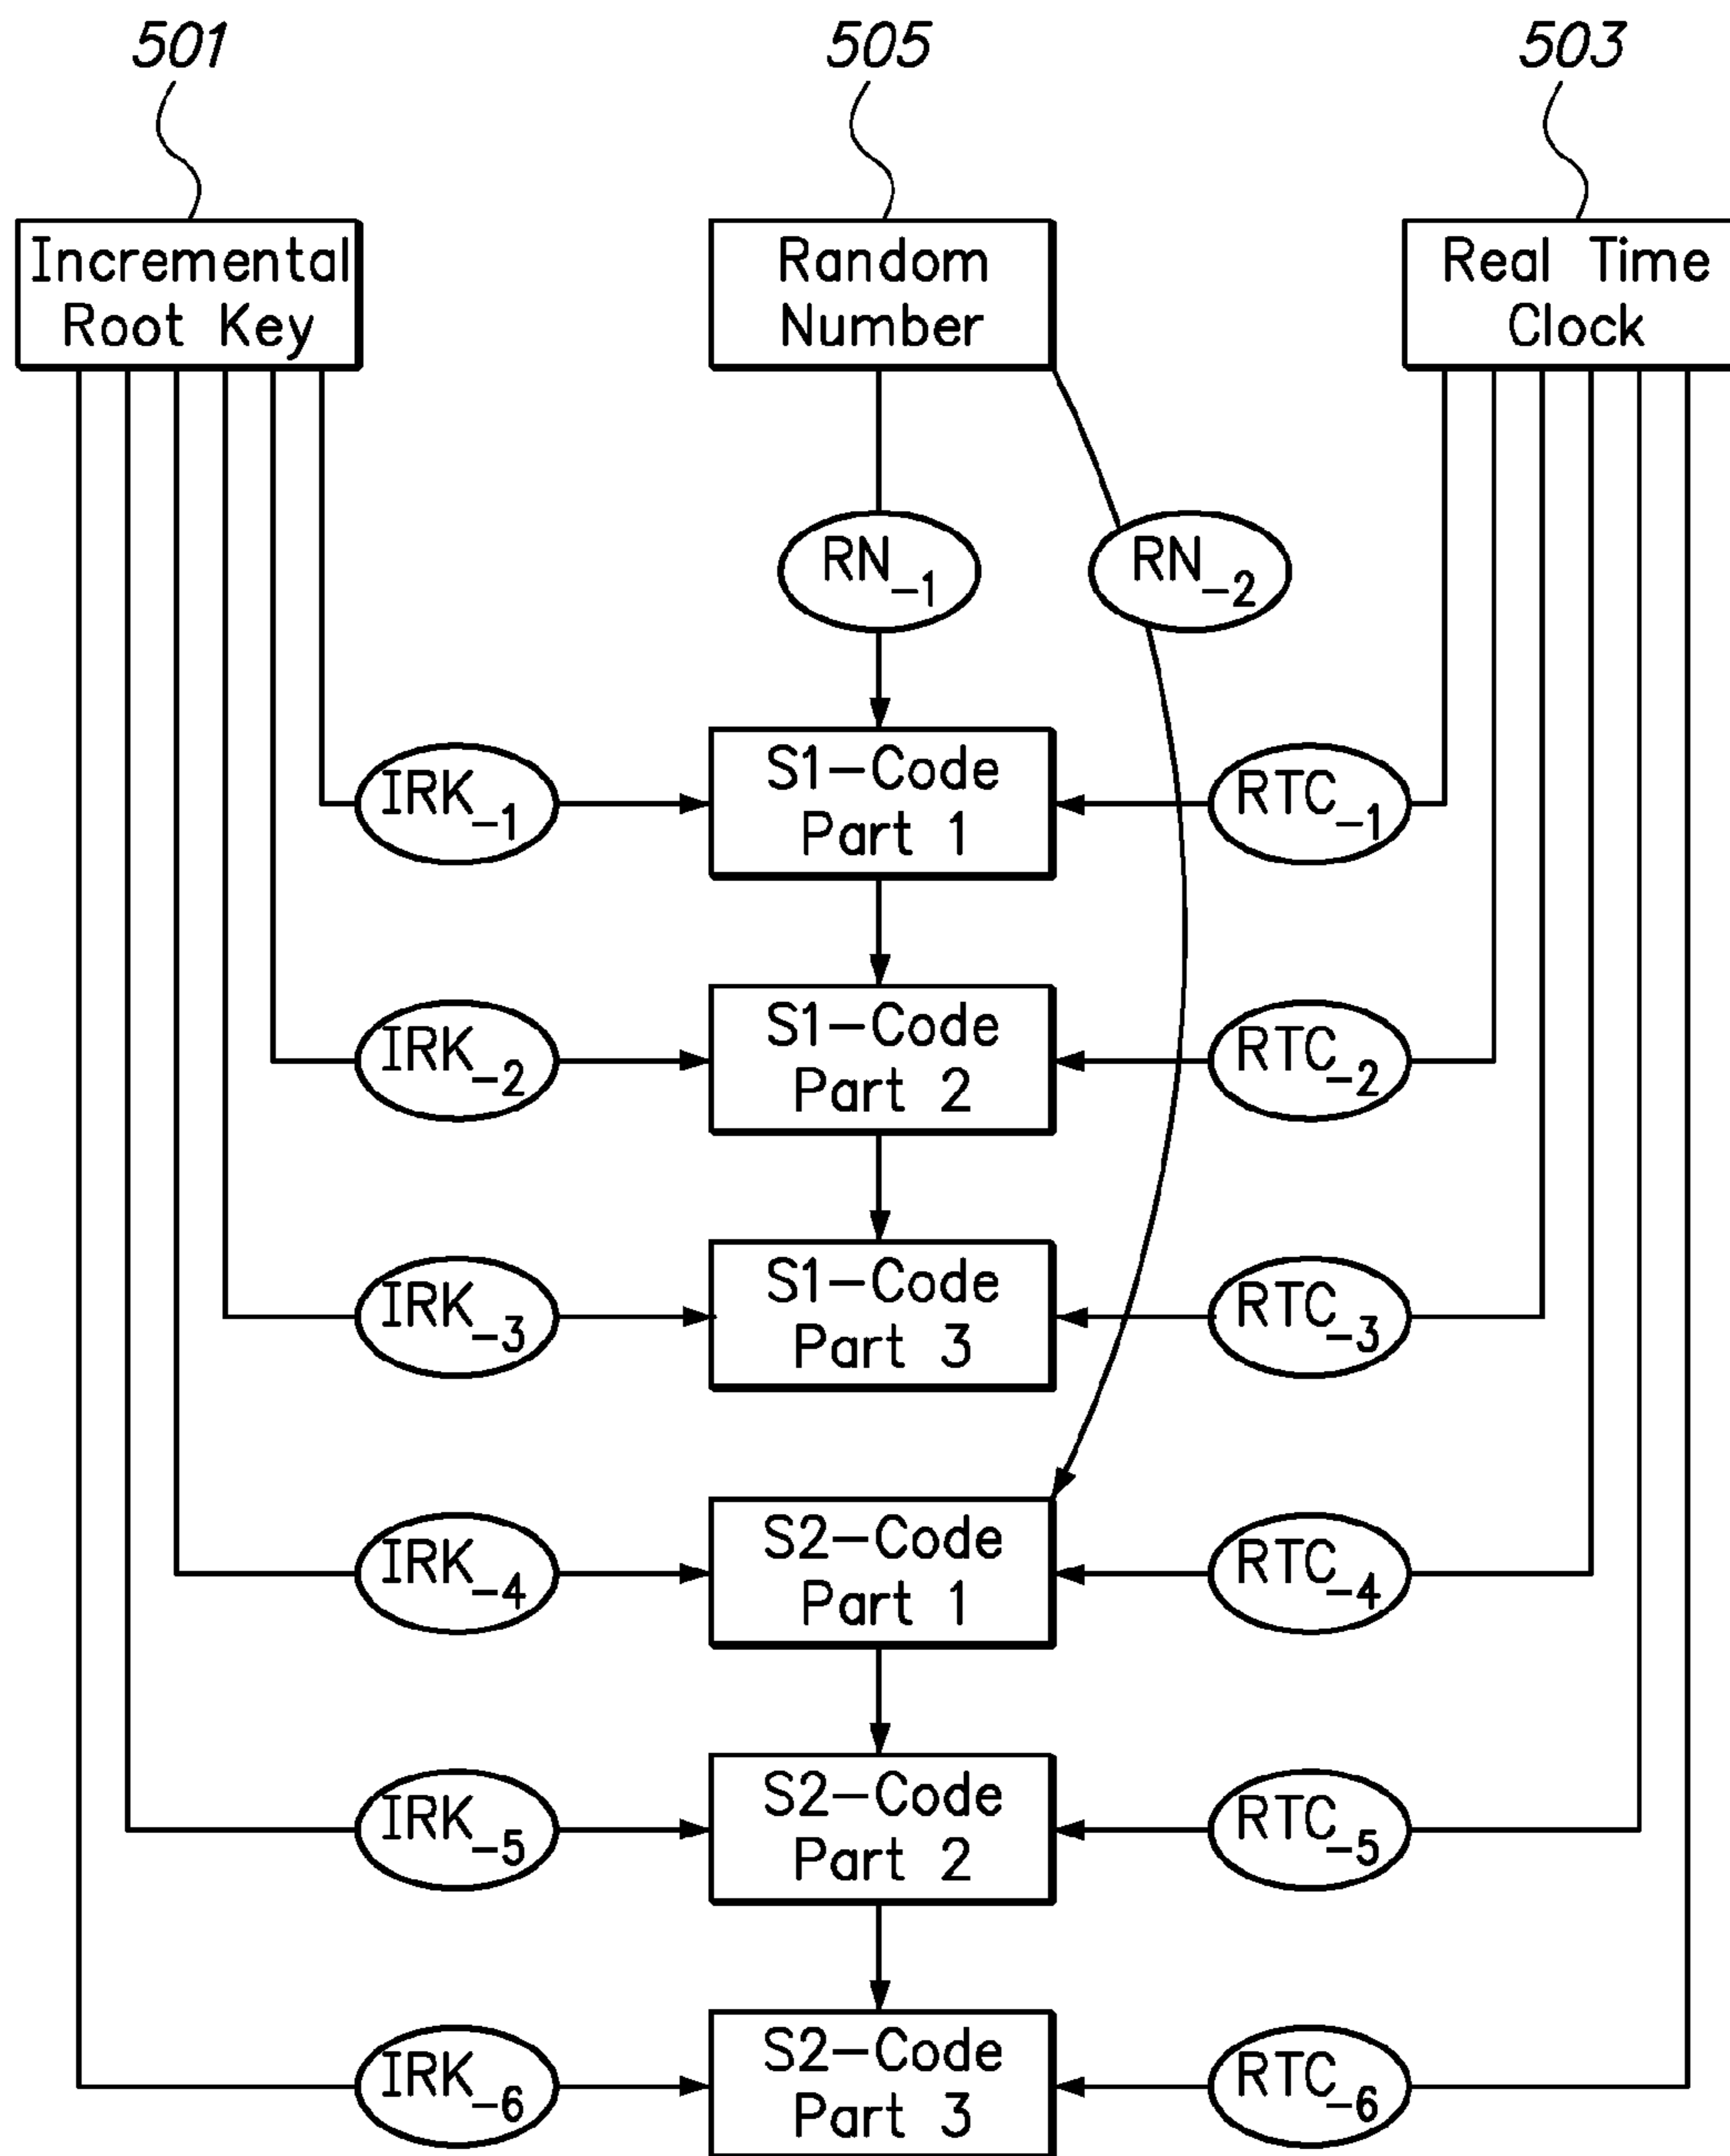 501
505
503
Incremental
Root Key
Random
Number
Real Time
Clock
RN_1
RN_2
IRK_1
S1-Code
Part 1
RTC_1
IRK_2
S1-Code
Part 2
RTC_2
IRK_3
S1-Code
Part 3
RTC_3
IRK_4
S2-Code
Part 1
RTC_4
IRK_5
S2-Code
Part 2
RTC_5
IRK_6
S2-Code
Part 3
RTC_6